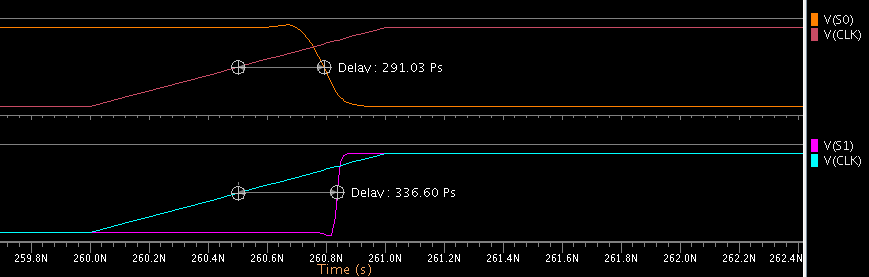 V(S0)
V(CLK)
Delay : 291.03 Ps
V(S1)
V(CLK)
Delay : 336.60 Ps
259.8N 260.0N 260.2N 260.4N 260.6N 260.8N 261.0N 261.2N 261.4N 261.6N 261.8N 262.0N 262.2N 262.4N
Time (s)